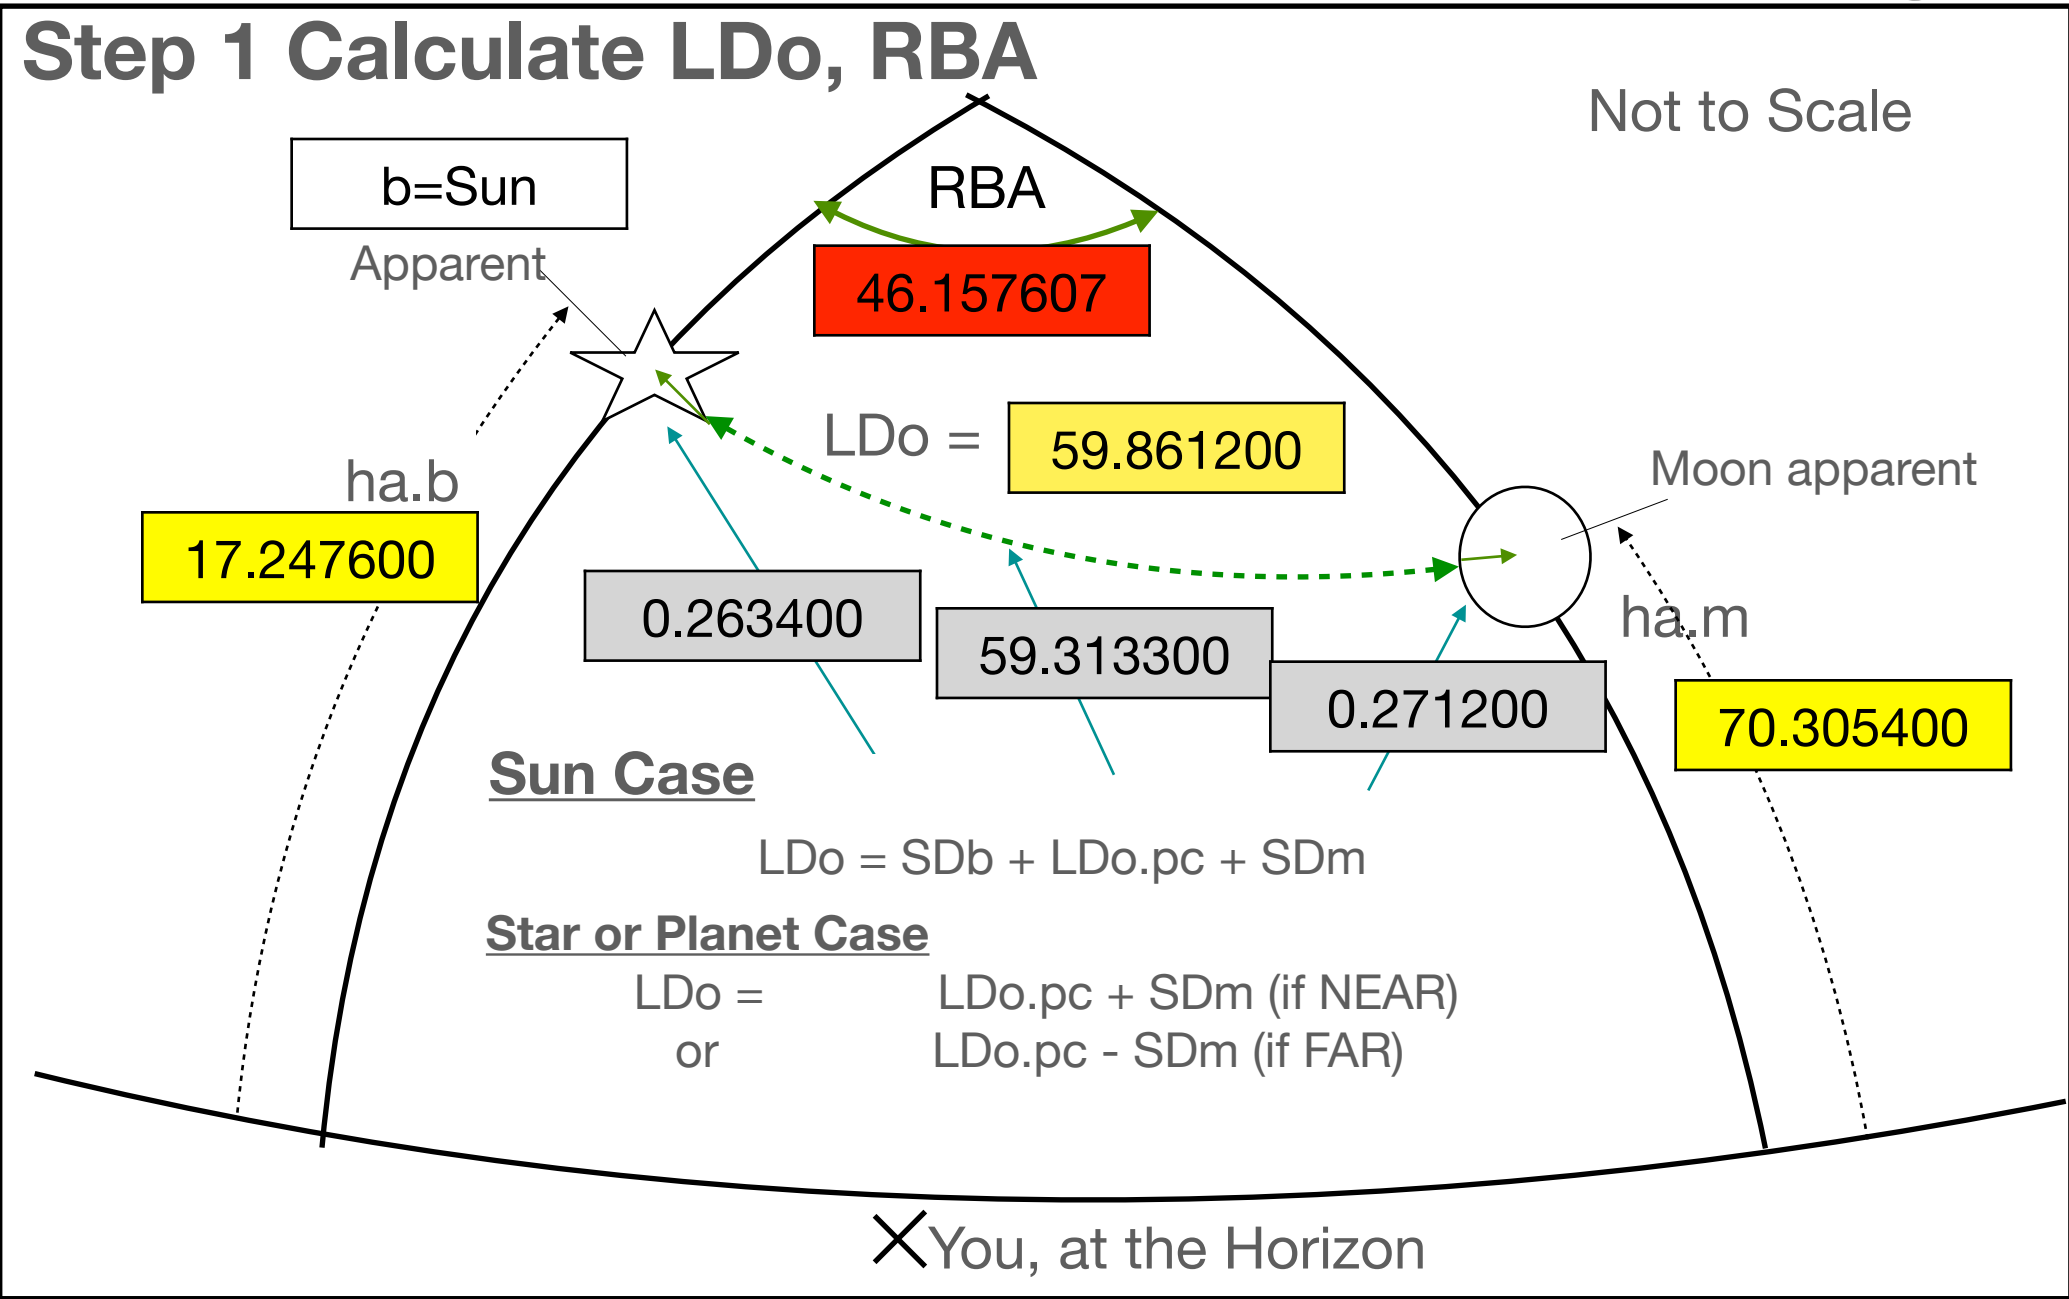 Step 1 Calculate LDo, RBA
Not to Scale
b=Sun
RBA
Apparent
46.157607
LDo =
59.861200
Moon apparent
ha.b
17.247600
0.263400
59.313300
0.271200
ha.m
70.305400
Sun Case
LDo = SDb + LDo.pc + SDm
Star or Planet Case
LDo = LDo.pc + SDm (if NEAR)
or LDo.pc - SDm (if FAR)
You, at the Horizon